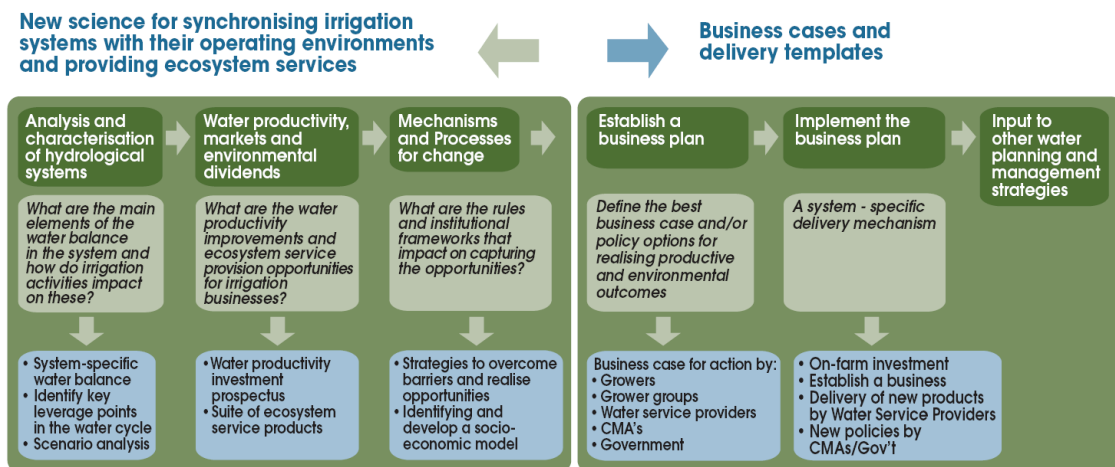 New science for synchronising irrigation
systems with their operating environments
and providing ecosystem services
Business cases and
delivery templates
Analysis and
characterisation
of hydrological
systems
Water productivity,
markets and
environmental
dividends
Mechanisms
and Processes
for change
Establish a
business plan
Implement the
business plan
Input to
other water
planning and
management
strategies
What are the main
elements of the
water balance
in the system and
how do irrigation
activities impact
on these?
What are the water
productivity
improvements and
ecosystem service
provision opportunities
for irrigation
businesses?
What are the rules
and institutional
frameworks that
impact on capturing
the opportunities?
Define the best
business case and/or
policy options for
realising productive
and environmental
outcomes
A system - specific
delivery mechanism
• System-specific
water balance
• Identify key
leverage points
in the water cycle
• Scenario analysis
• Water productivity
investment
prospectus
• Suite of ecosystem
service products
• Strategies to overcome
barriers and realise
opportunities
• Identifying and
develop a socio-
economic model
Business case for action by:
• Growers
• Grower groups
• Water service providers
• CMA's
• Government
• On-farm investment
• Establish a business
• Delivery of new products
by Water Service Providers
• New policies by
CMAs/Gov't